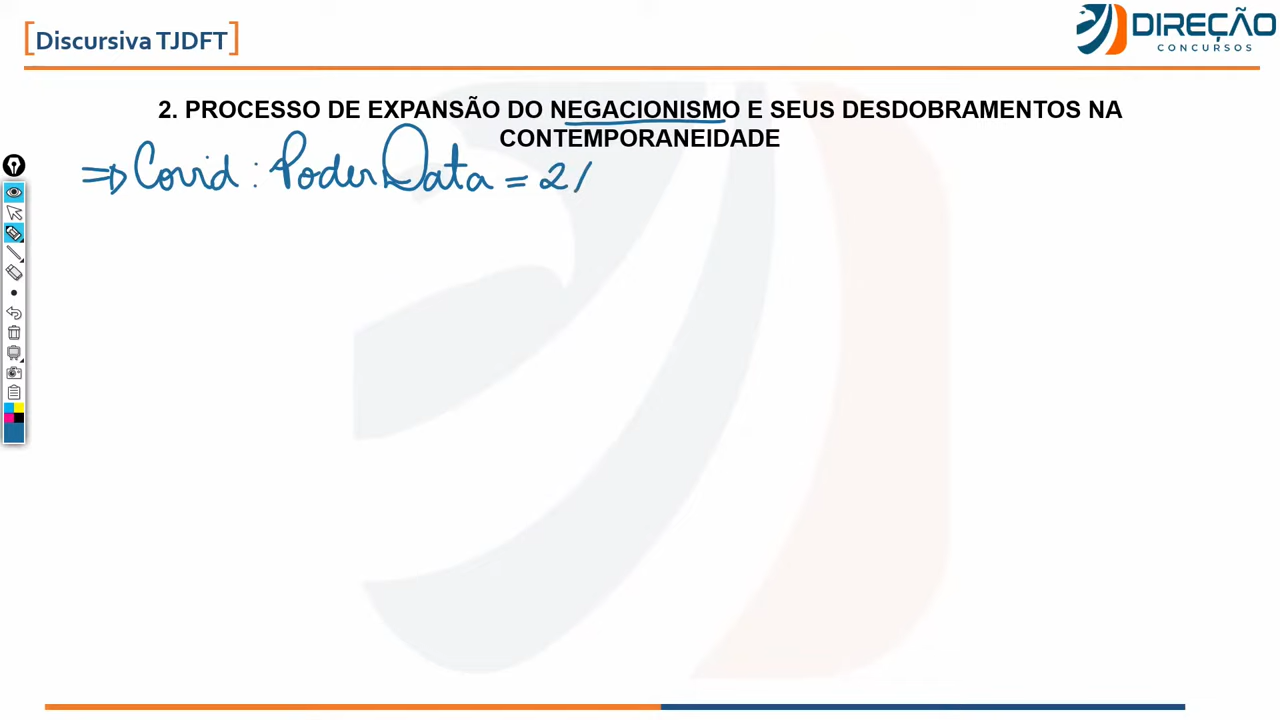 [Discursiva TJDFT]
DIREÇÃO
CONCURSOS
2. PROCESSO DE EXPANSÃO DO NEGACIONISMO E SEUS DESDOBRAMENTOS NA
CONTEMPORANEIDADE
⇒ Covid: PoderData = 2/